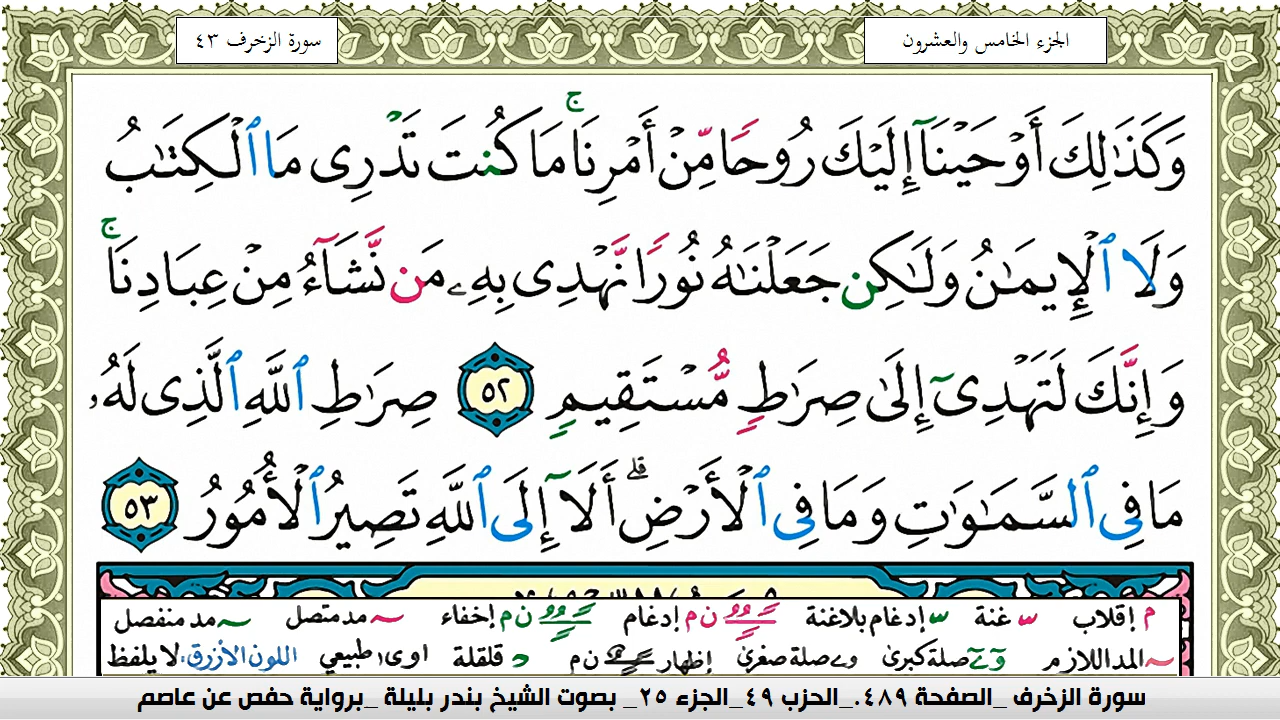 الجزء الخامس والعشرون
سورة الزخرف ٤٣
وَكَذَٰلِكَ أَوْحَيْنَآ إِلَيْكَ رُوحًا مِّنْ أَمْرِنَا ۚ مَا كُنتَ تَدْرِى مَا ٱلْكِتَٰبُ
وَلَا ٱلْإِيمَٰنُ وَلَٰكِن جَعَلْنَٰهُ نُورًا نَّهْدِى بِهِۦ مَن نَّشَآءُ مِنْ عِبَادِنَا ۚ
وَإِنَّكَ لَتَهْدِىٓ إِلَىٰ صِرَٰطٍ مُّسْتَقِيمٍ ٥٢ صِرَٰطِ ٱللَّهِ ٱلَّذِى لَهُۥ
مَا فِى ٱلسَّمَٰوَٰتِ وَمَا فِى ٱلْأَرْضِ ۗ أَلَآ إِلَى ٱللَّهِ تَصِيرُ ٱلْأُمُورُ ٥٣
م إقلاب س غنة س إدغام بلاغنة ن م إدغام ن م إخفاء مد متصل مد منفصل
المد اللازم و ے صلة كبرى و ے صلة صغرى إظهار ن م د قلقلة اوى طبيعي اللون الأزرق: لا يلفظ
سورة الزخرف _الصفحة ٤٨٩._الحزب ٤٩_الجزء ٢٥_ بصوت الشيخ بندر بليلة _برواية حفص عن عاصم